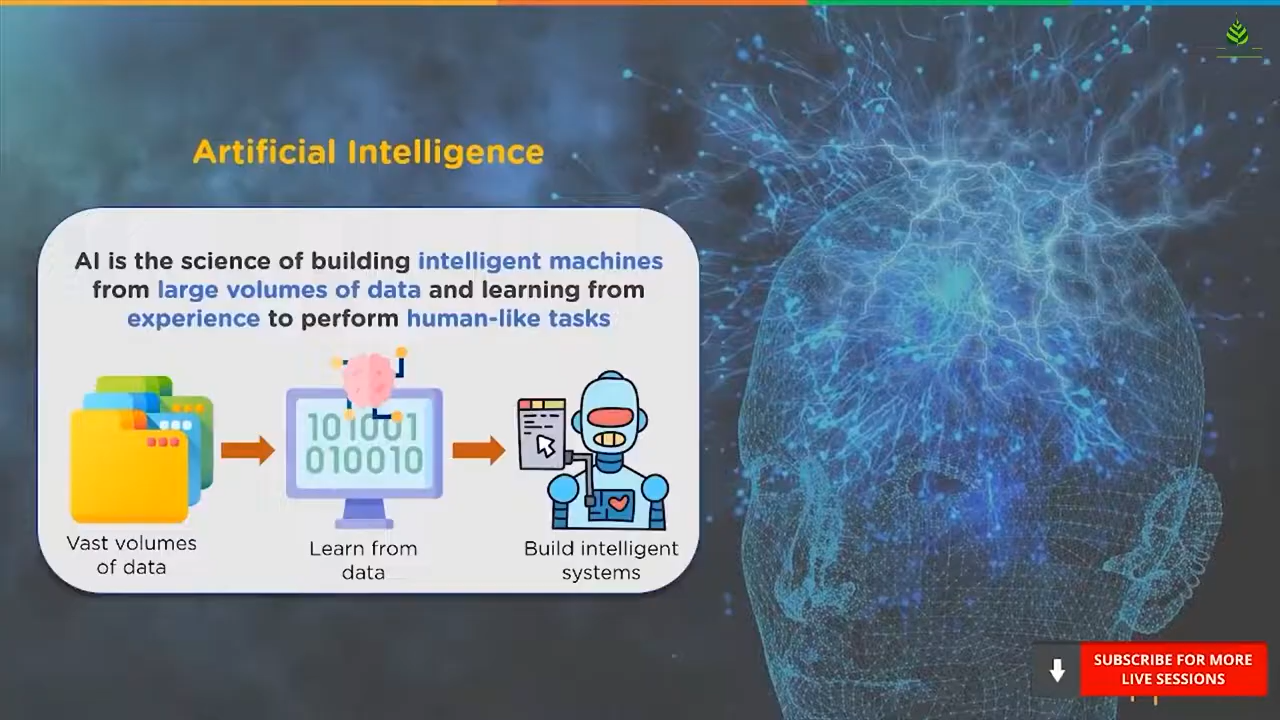 Artificial Intelligence
AI is the science of building intelligent machines
from large volumes of data and learning from
experience to perform human-like tasks
101001
010010
Vast volumes
of data
Learn from
data
Build intelligent
systems
SUBSCRIBE FOR MORE
LIVE SESSIONS